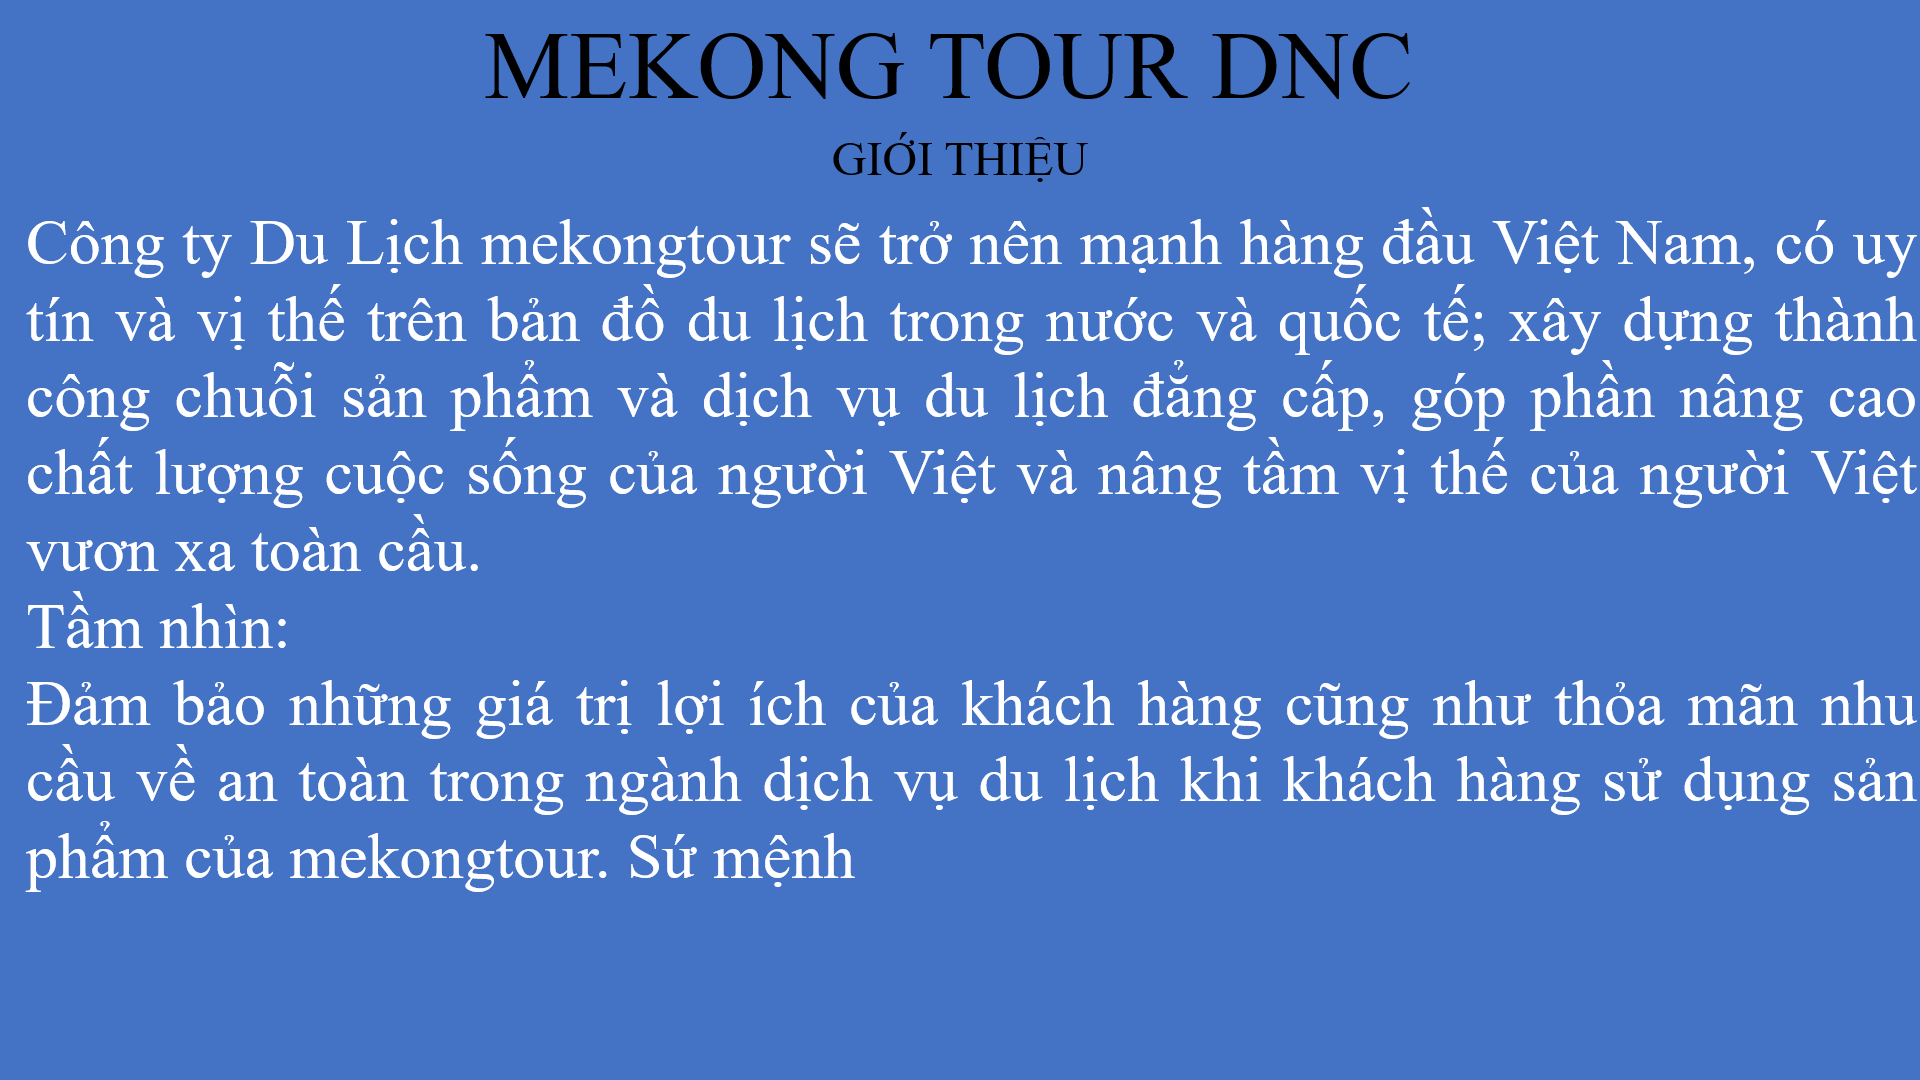 MEKONG TOUR DNC
GIỚI THIỆU
Công ty Du Lịch mekongtour sẽ trở nên mạnh hàng đầu Việt Nam, có uy
tín và vị thế trên bản đồ du lịch trong nước và quốc tế; xây dựng thành
công chuỗi sản phẩm và dịch vụ du lịch đẳng cấp, góp phần nâng cao
chất lượng cuộc sống của người Việt và nâng tầm vị thế của người Việt
vươn xa toàn cầu.
Tầm nhìn:
Đảm bảo những giá trị lợi ích của khách hàng cũng như thỏa mãn nhu
cầu về an toàn trong ngành dịch vụ du lịch khi khách hàng sử dụng sản
phẩm của mekongtour. Sứ mệnh